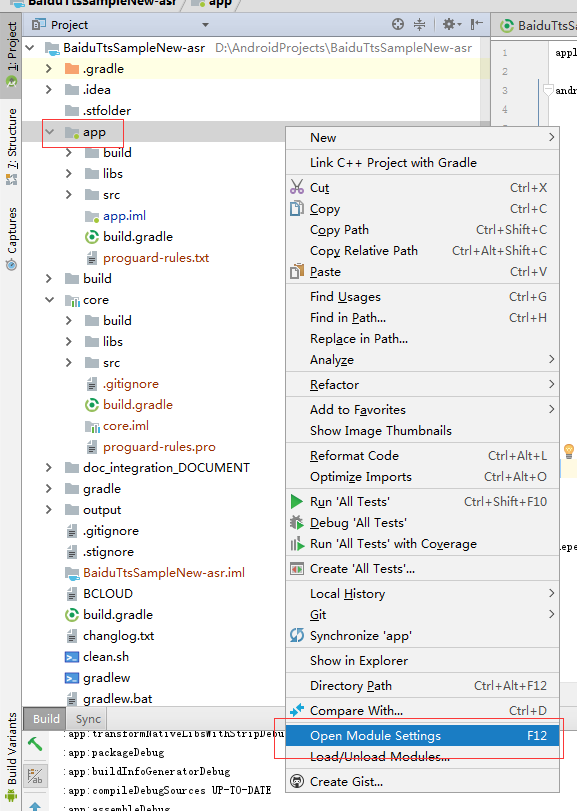 BaiduTtsSampleNew-asr app
Project
BaiduTtsS
1: Project
7: Structure
Captures
Build Variants
BaiduTtsSampleNew-asr D:\AndroidProjects\BaiduTtsSampleNew-asr
.gradle
.idea
.stfolder
app
build
libs
src
app.iml
build.gradle
proguard-rules.txt
build
core
build
libs
src
.gitignore
build.gradle
core.iml
proguard-rules.pro
doc_integration_DOCUMENT
gradle
output
.gitignore
.stignore
BaiduTtsSampleNew-asr.iml
BCLOUD
build.gradle
changlog.txt
clean.sh
gradlew
gradlew.bat
1 appl
2
3 andr
4
New
Link C++ Project with Gradle
Cut Ctrl+X
Copy Ctrl+C
Copy Path Ctrl+Shift+C
Copy Relative Path Ctrl+Alt+Shift+C
Paste Ctrl+V
Find Usages Ctrl+G
Find in Path... Ctrl+H
Replace in Path...
Analyze
Refactor
Add to Favorites
Show Image Thumbnails
Reformat Code Ctrl+Alt+L
Optimize Imports Ctrl+Alt+O
Run 'All Tests' Ctrl+Shift+F10
Debug 'All Tests'
Run 'All Tests' with Coverage
Create 'All Tests'...
Local History
Git
Synchronize 'app'
Show in Explorer
Directory Path Ctrl+Alt+F12
Compare With... Ctrl+D
Open Module Settings F12
Load/Unload Modules...
Create Gist...
epe
Build Sync
:app:transformNativeLibsWithStripDebu
:app:packageDebug
:app:buildInfoGeneratorDebug
:app:compileDebugSources UP-TO-DATE
:app:assembleDebug